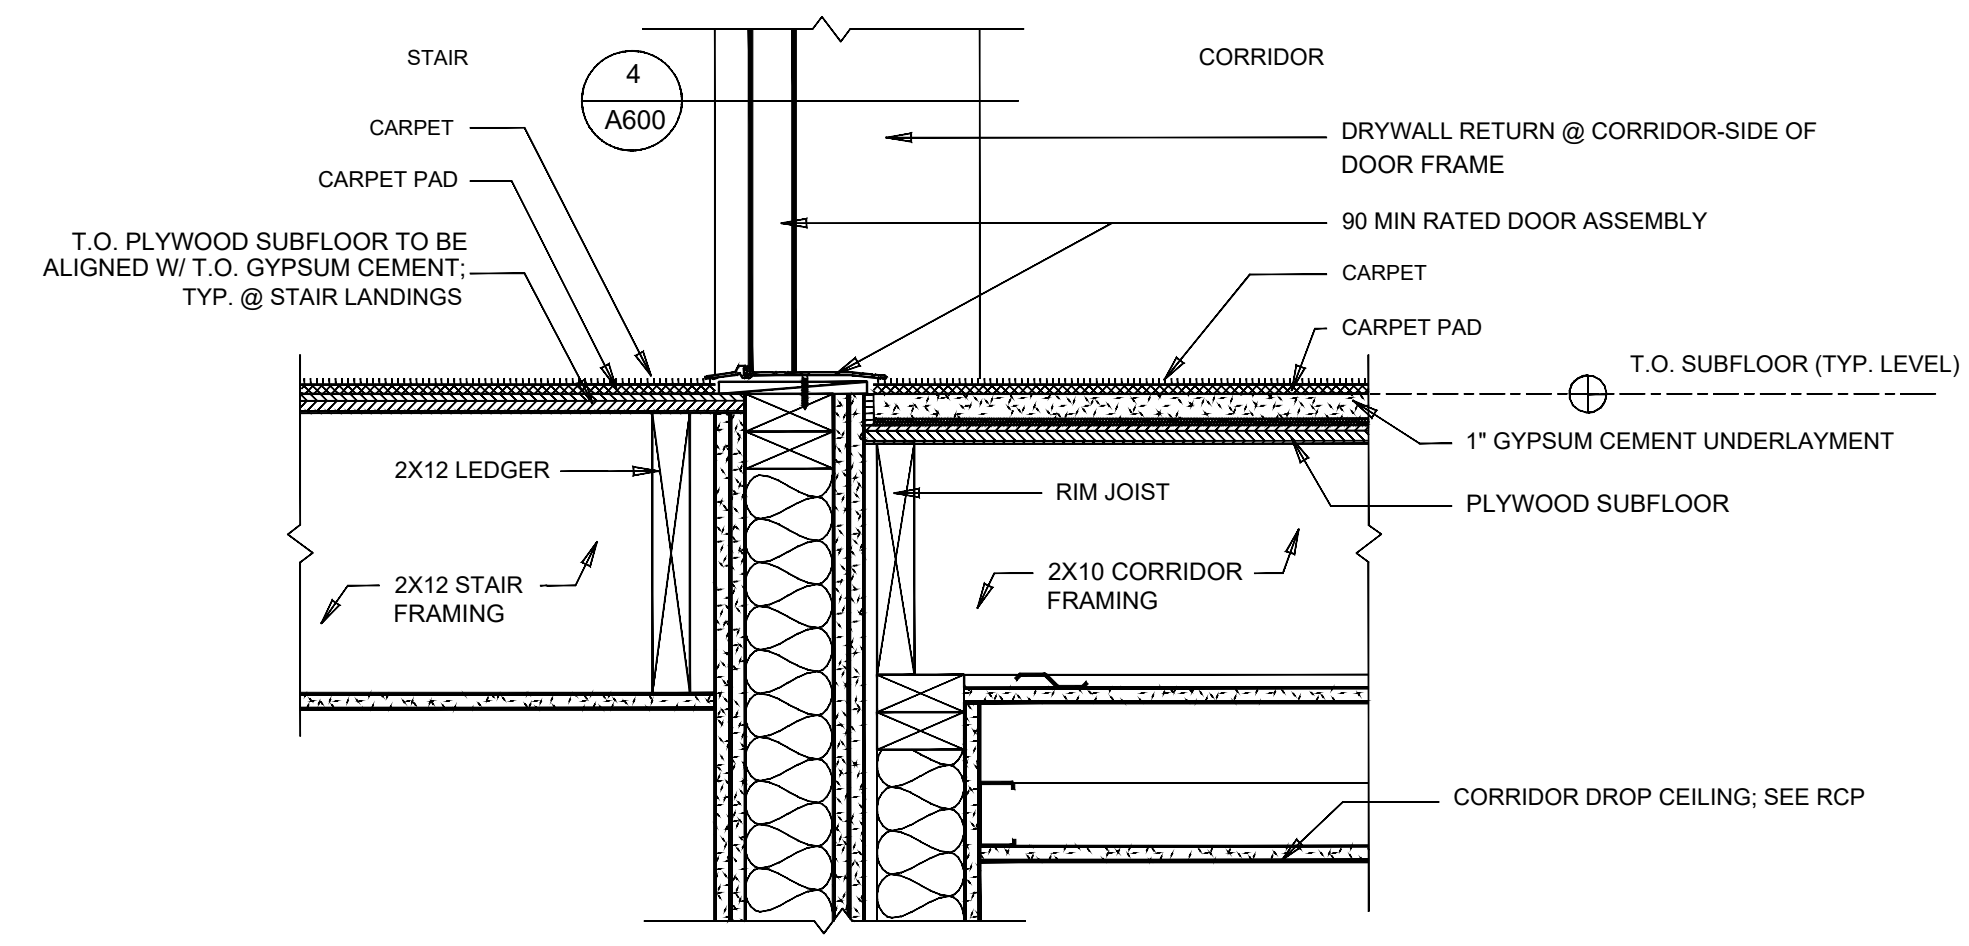 STAIR
4
A600
CORRIDOR
CARPET
CARPET PAD
T.O. PLYWOOD SUBFLOOR TO BE
ALIGNED W/ T.O. GYPSUM CEMENT;
TYP. @ STAIR LANDINGS
DRYWALL RETURN @ CORRIDOR-SIDE OF
DOOR FRAME
90 MIN RATED DOOR ASSEMBLY
CARPET
CARPET PAD
T.O. SUBFLOOR (TYP. LEVEL)
1" GYPSUM CEMENT UNDERLAYMENT
PLYWOOD SUBFLOOR
2X12 LEDGER
RIM JOIST
2X12 STAIR
FRAMING
2X10 CORRIDOR
FRAMING
CORRIDOR DROP CEILING; SEE RCP